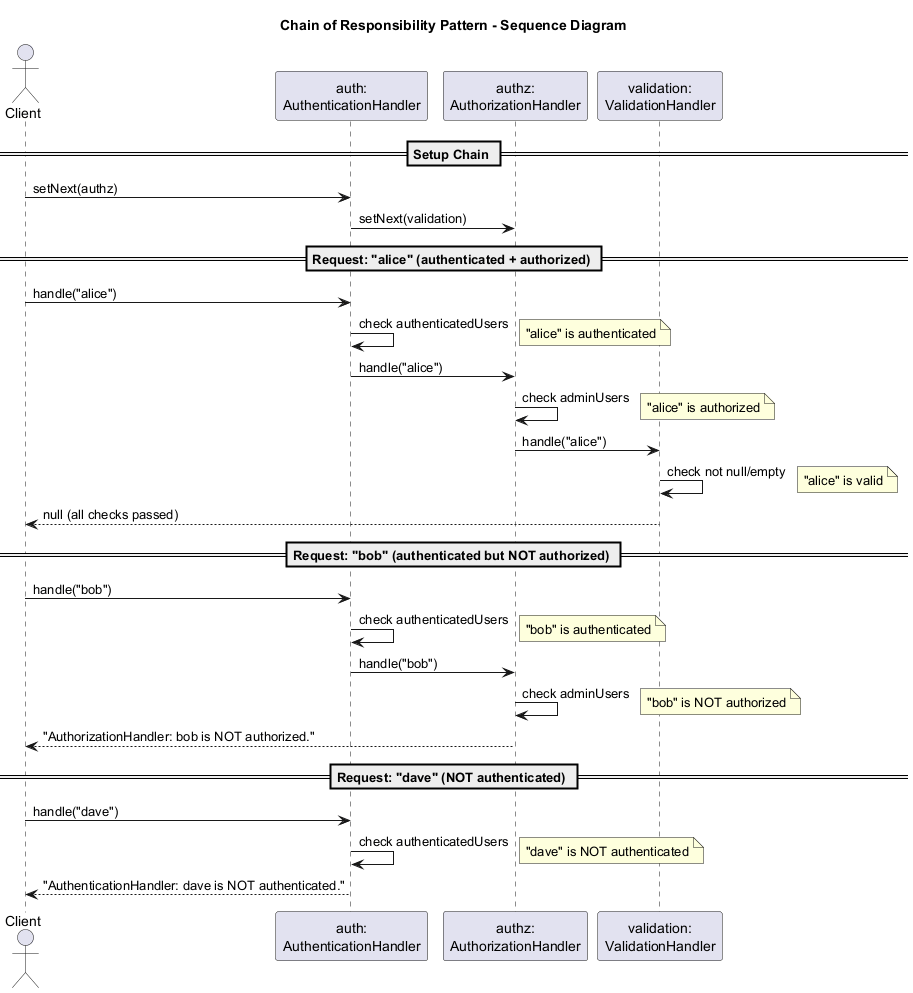 Chain of Responsibility Pattern - Sequence Diagram
Client
auth:
AuthenticationHandler
authz:
AuthorizationHandler
validation:
ValidationHandler
Setup Chain
setNext(authz)
setNext(validation)
Request: "alice" (authenticated + authorized)
handle("alice")
check authenticatedUsers
"alice" is authenticated
handle("alice")
check adminUsers
"alice" is authorized
handle("alice")
check not null/empty
"alice" is valid
null (all checks passed)
Request: "bob" (authenticated but NOT authorized)
handle("bob")
check authenticatedUsers
"bob" is authenticated
handle("bob")
check adminUsers
"bob" is NOT authorized
"AuthorizationHandler: bob is NOT authorized."
Request: "dave" (NOT authenticated)
handle("dave")
check authenticatedUsers
"dave" is NOT authenticated
"AuthenticationHandler: dave is NOT authenticated."
Client
auth:
AuthenticationHandler
authz:
AuthorizationHandler
validation:
ValidationHandler